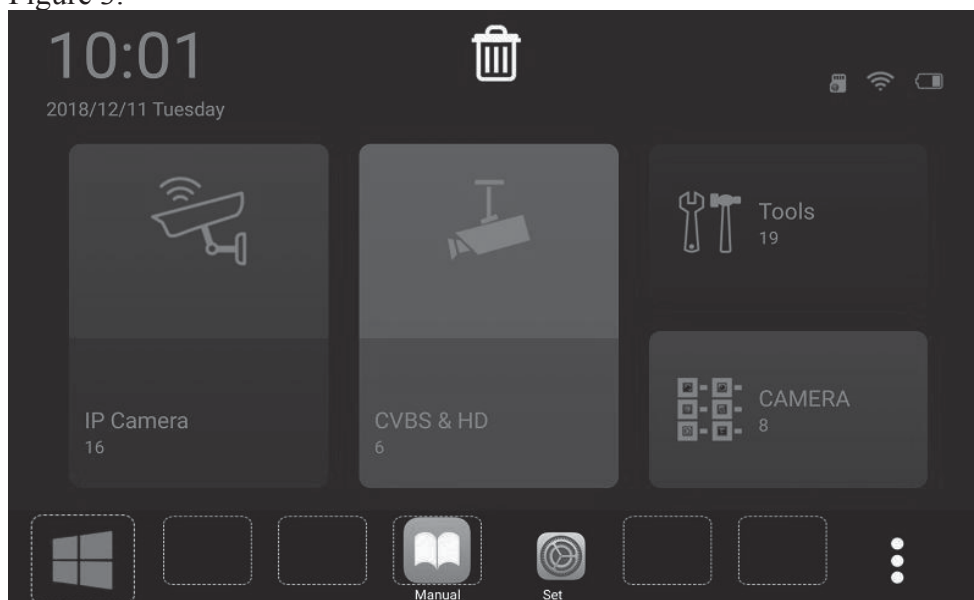 Figure 3:
10:01
2018/12/11 Tuesday
Tools
19
IP Camera
16
CVBS & HD
6
CAMERA
8
Manual
Set